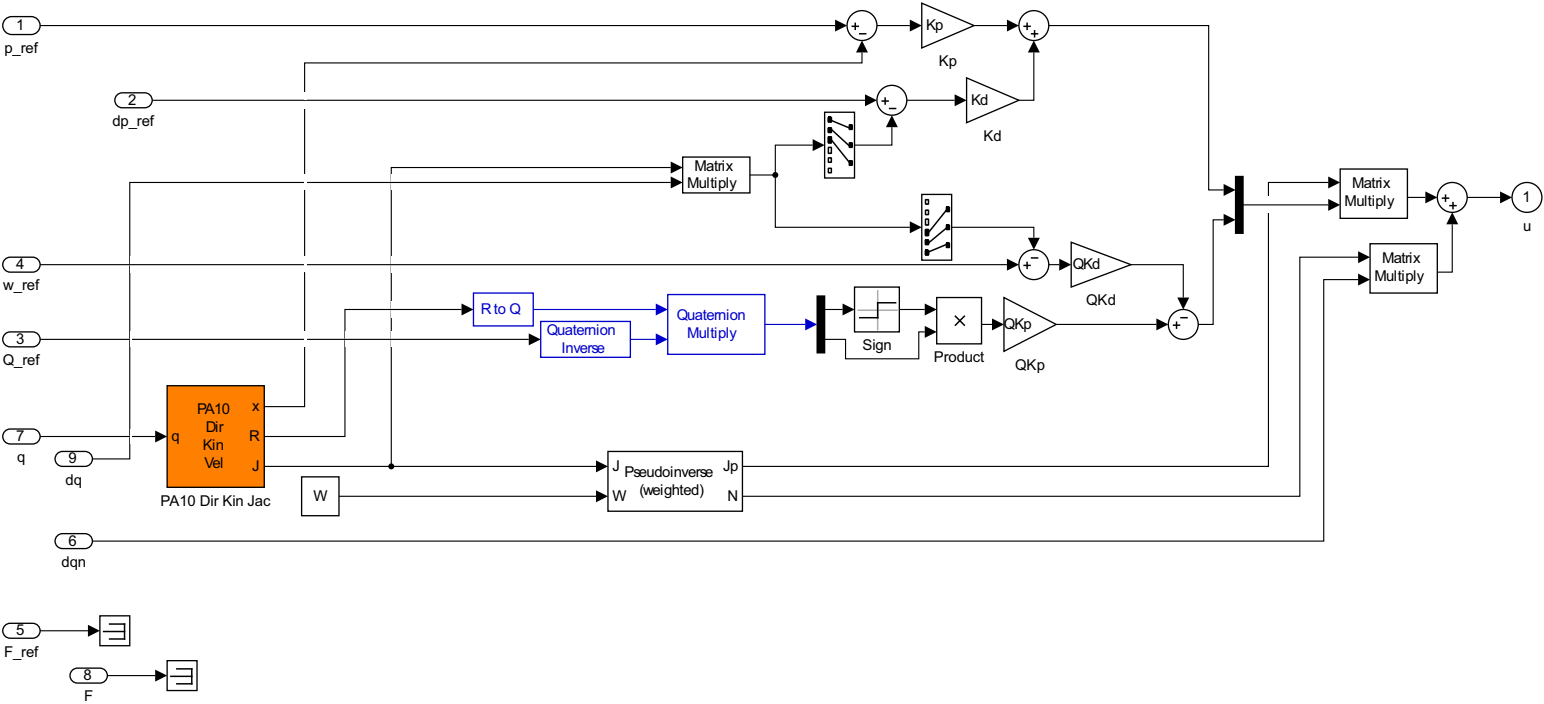 1
p_ref
+
−
Kp
Kp
+
+
2
dp_ref
+
−
Kd
Kd
Matrix
Multiply
4
w_ref
+
−
QKd
QKd
Matrix
Multiply
+
+
1
u
Matrix
Multiply
3
Q_ref
R to Q
Quaternion
Inverse
Quaternion
Multiply
Sign
×
Product
QKp
QKp
+
−
7
q
9
dq
q
PA10
Dir
Kin
Vel
x
R
J
PA10 Dir Kin Jac
W
J
W
Pseudoinverse
(weighted)
Jp
N
6
dqn
5
F_ref
8
F